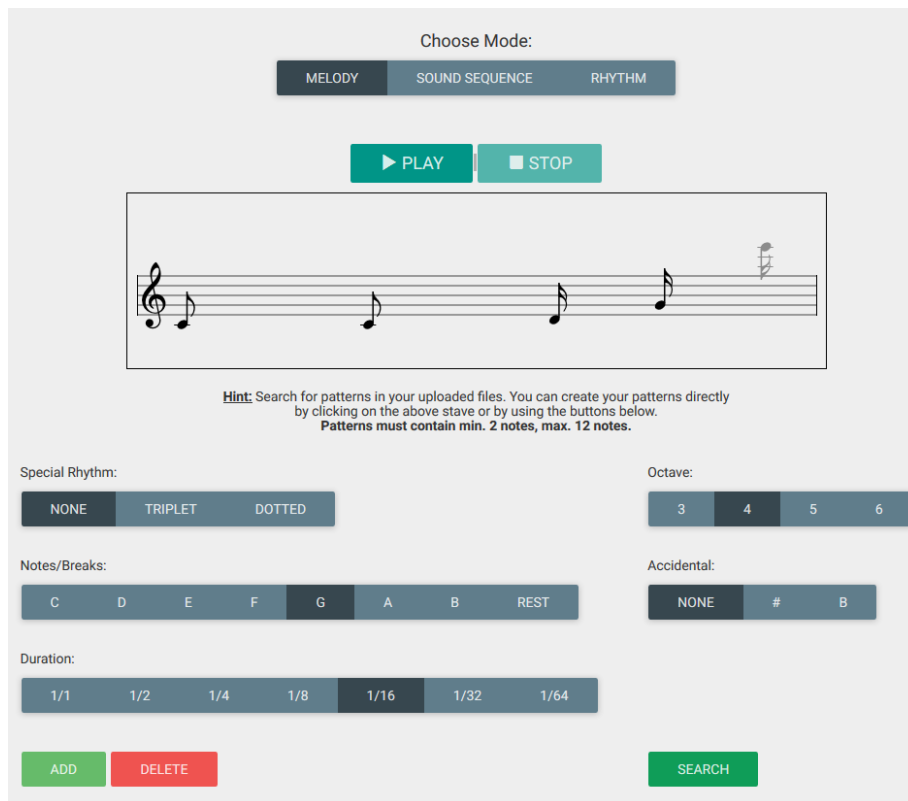 Choose Mode:
MELODY SOUND SEQUENCE RHYTHM
PLAY STOP
Hint: Search for patterns in your uploaded files. You can create your patterns directly
by clicking on the above stave or by using the buttons below.
Patterns must contain min. 2 notes, max. 12 notes.
Special Rhythm: Octave:
NONE TRIPLET DOTTED 3 4 5 6
Notes/Breaks: Accidental:
C D E F G A B REST NONE # B
Duration:
1/1 1/2 1/4 1/8 1/16 1/32 1/64
ADD DELETE SEARCH